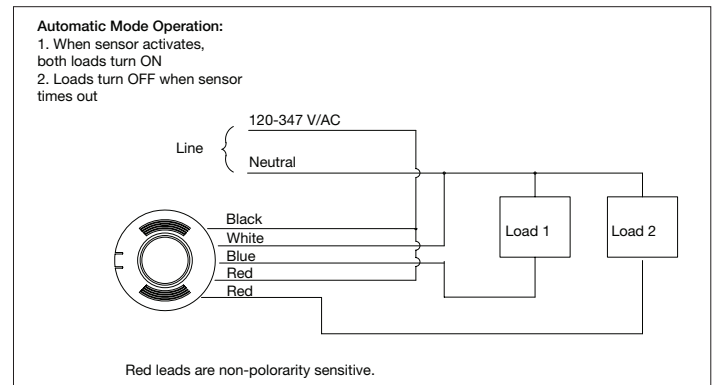 Automatic Mode Operation:
1. When sensor activates,
both loads turn ON
2. Loads turn OFF when sensor
times out
120-347 V/AC
Line
Neutral
Black
White
Blue
Red
Red
Load 1
Load 2
Red leads are non-polorarity sensitive.